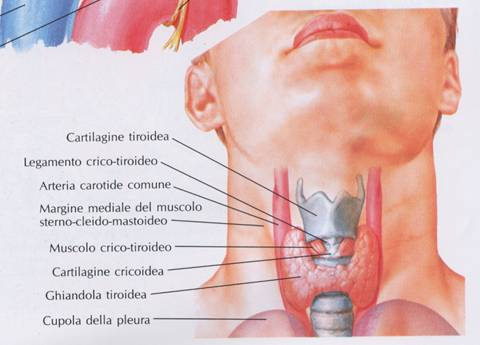 Cartilagine tiroidea
Legamento crico-tiroideo
Arteria carotide comune
Margine mediale del muscolo
sterno-cleido-mastoideo
Muscolo crico-tiroideo
Cartilagine cricoidea
Ghiandola tiroidea
Cupola della pleura